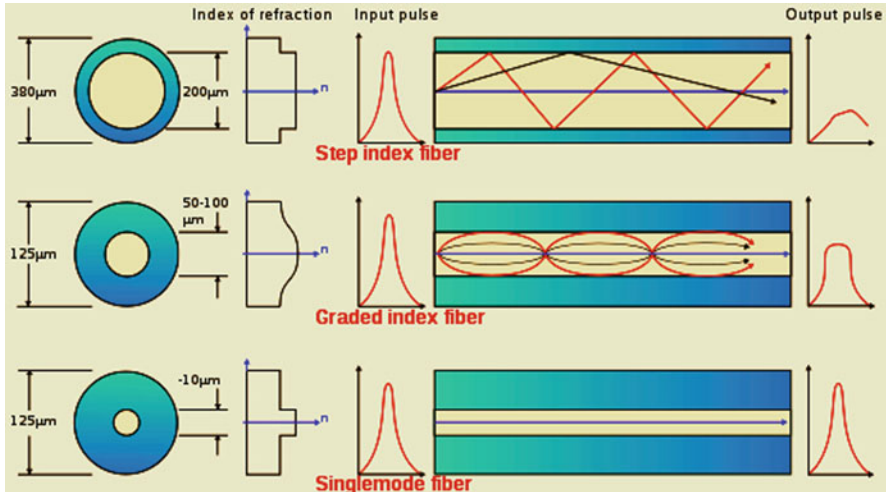 Index of refraction
Input pulse
Output pulse
380µm
200µm
n
Step index fiber
50-100
µm
125µm
n
Graded index fiber
-10µm
125µm
n
Singlemode fiber